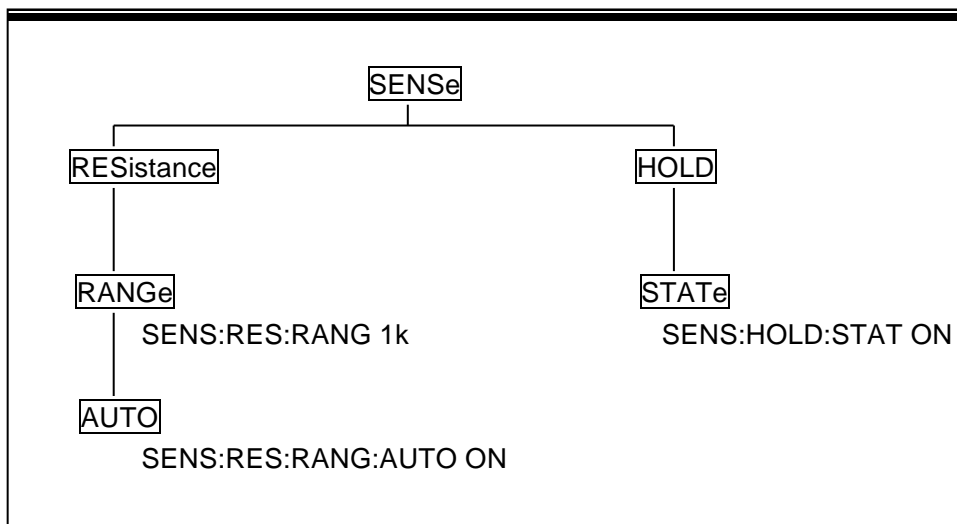 SENSe
RESistance
HOLD
RANGe
STATe
SENS:RES:RANG 1k
SENS:HOLD:STAT ON
AUTO
SENS:RES:RANG:AUTO ON